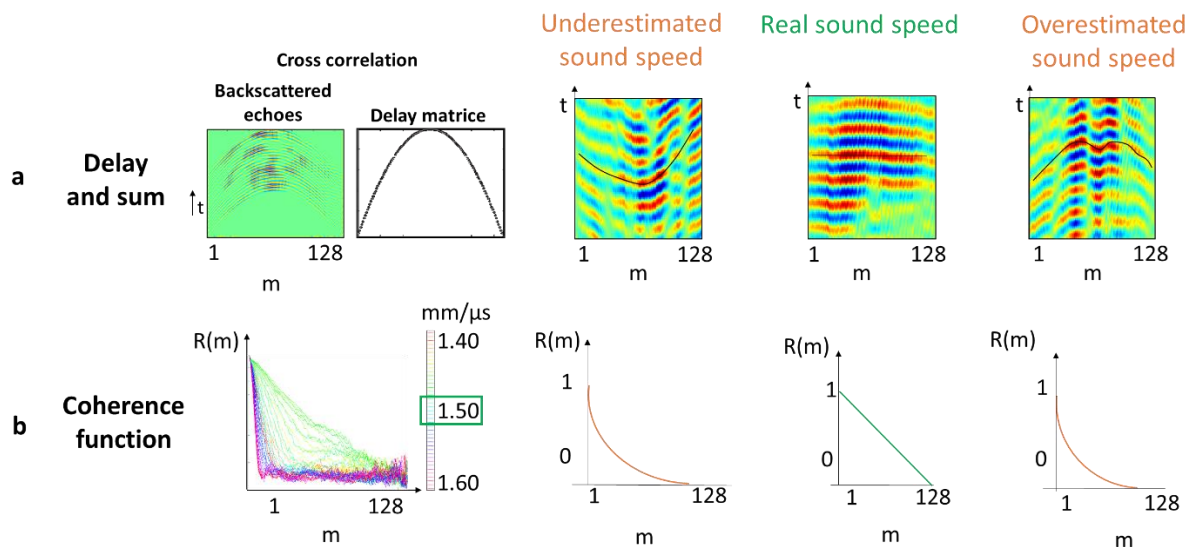 Underestimated
sound speed
Real sound speed
Overestimated
sound speed
Cross correlation
Backscattered
echoes
Delay matrice
a
Delay
and sum
t
1
128
m
t
1
128
m
t
1
128
m
t
1
128
m
b
Coherence
function
R(m)
1
128
m
mm/µs
1.40
1.50
1.60
R(m)
1
0
1
128
m
R(m)
1
0
1
128
m
R(m)
1
0
1
128
m